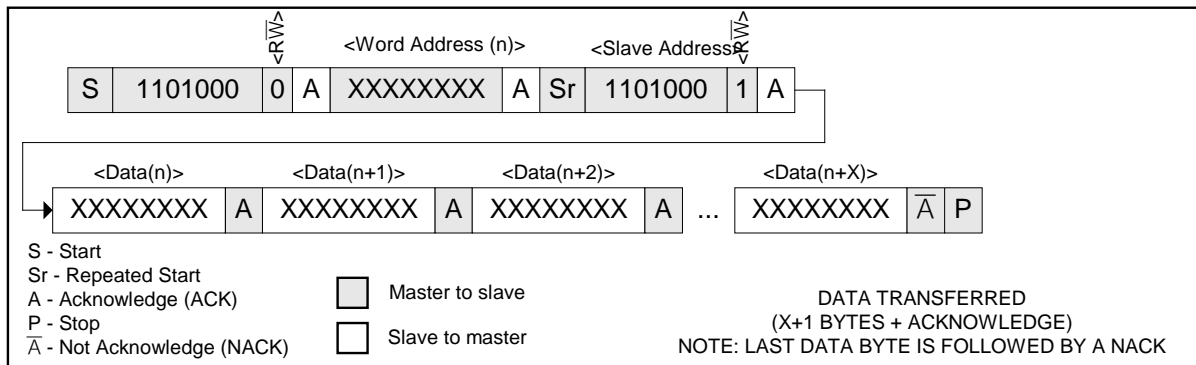 <RW̅>
<Word Address (n)>
<Slave Address>
<RW̅>
S 1101000 0 A XXXXXXXX A Sr 1101000 1 A
<Data(n)> <Data(n+1)> <Data(n+2)> <Data(n+X)>
XXXXXXXX A XXXXXXXX A XXXXXXXX A ... XXXXXXXX A̅ P
S - Start
Sr - Repeated Start
A - Acknowledge (ACK)
P - Stop
A̅ - Not Acknowledge (NACK)
Master to slave
Slave to master
DATA TRANSFERRED
(X+1 BYTES + ACKNOWLEDGE)
NOTE: LAST DATA BYTE IS FOLLOWED BY A NACK